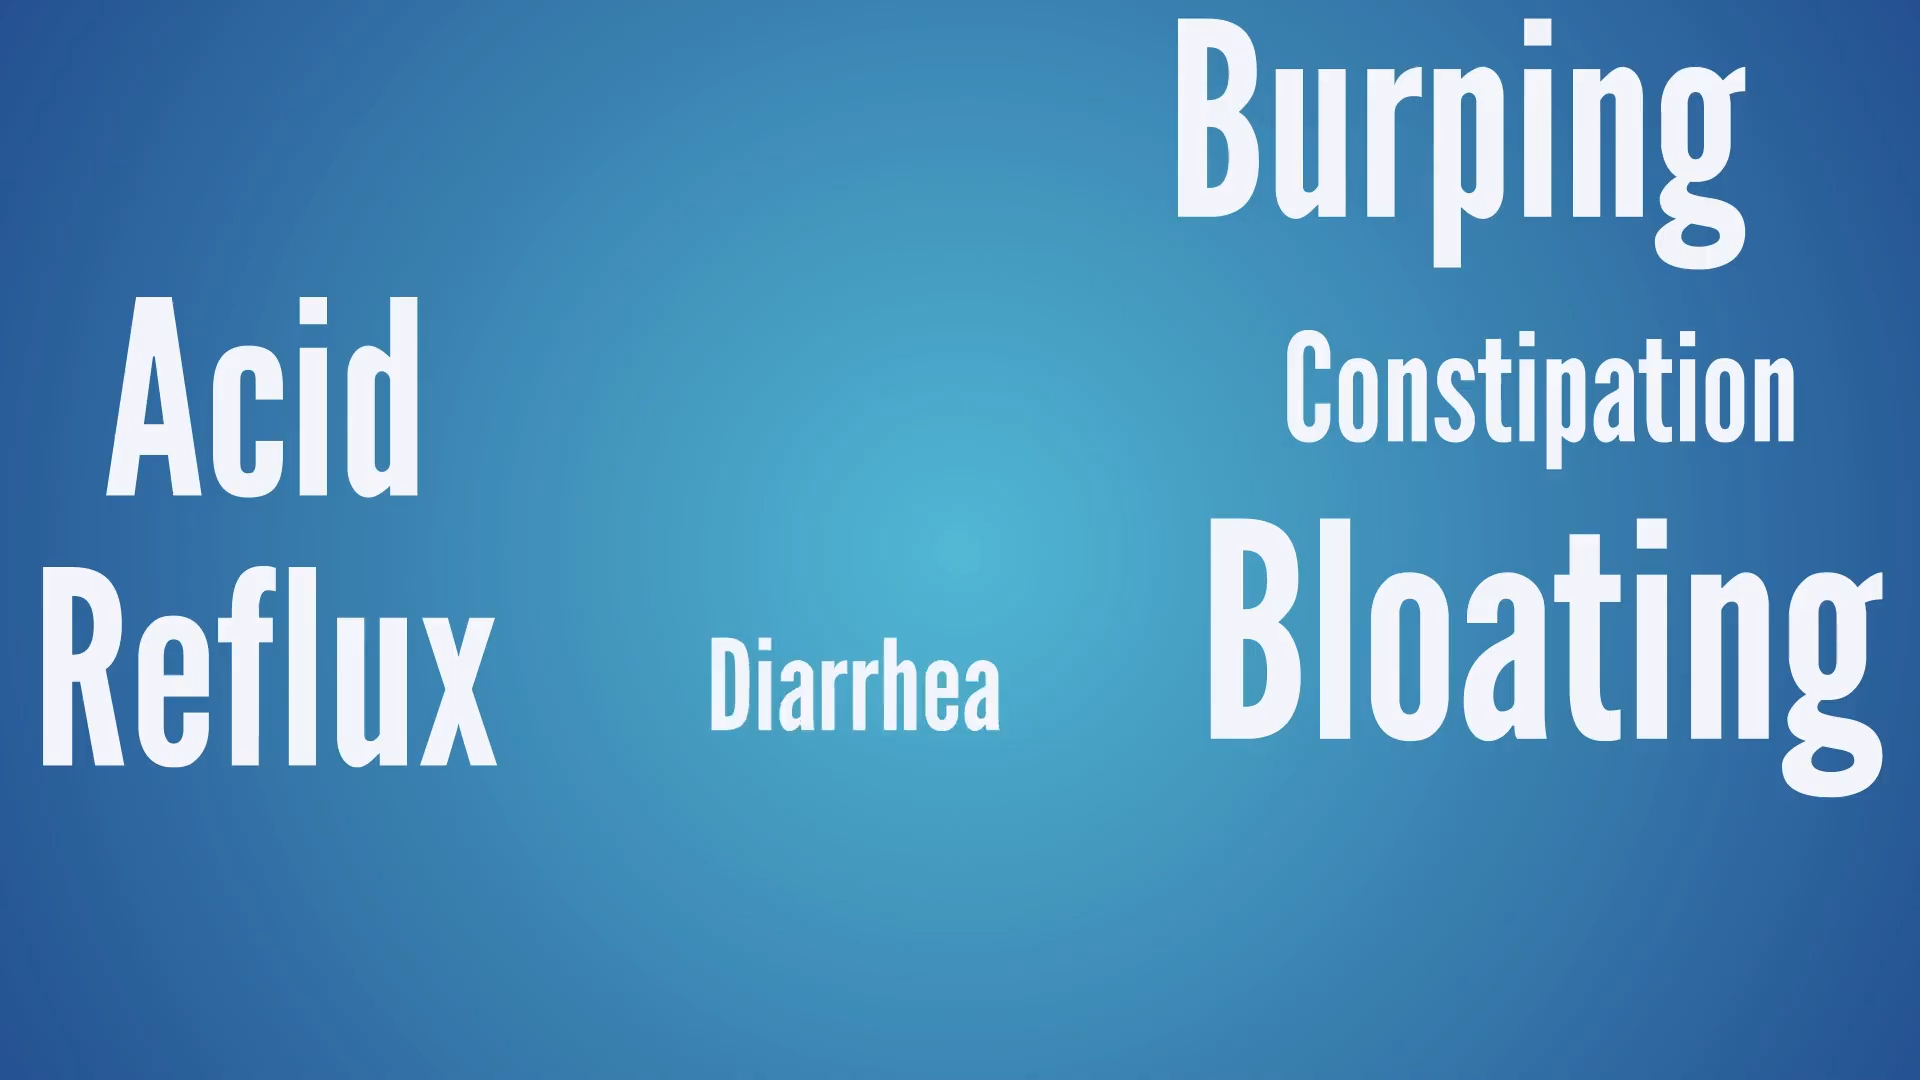 Burping
Acid
Reflux
Constipation
Bloating
Diarrhea